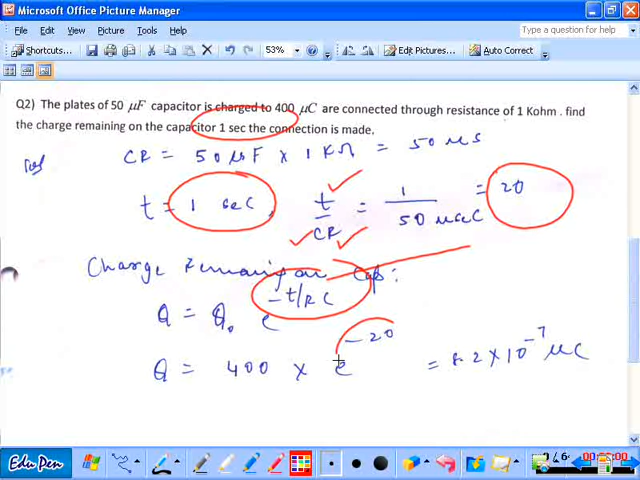 Microsoft Office Picture Manager
File Edit View Picture Tools Help
Type a question for help
Shortcuts... 53% Edit Pictures... Auto Correct
Q2) The plates of 50 μF capacitor is charged to 400 μC are connected through resistance of 1 Kohm . find
the charge remaining on the capacitor 1 sec the connection is made.
Sol
CR = 50 μF × 1 KΩ = 50 ms
t = 1 sec, t/CR = 1/50 msec = 20
Charge Remaining on Cap:
Q = Q₀ e^-t/RC
Q = 400 × e^-20 = 8.2 × 10^-7 μC
Edu Pen